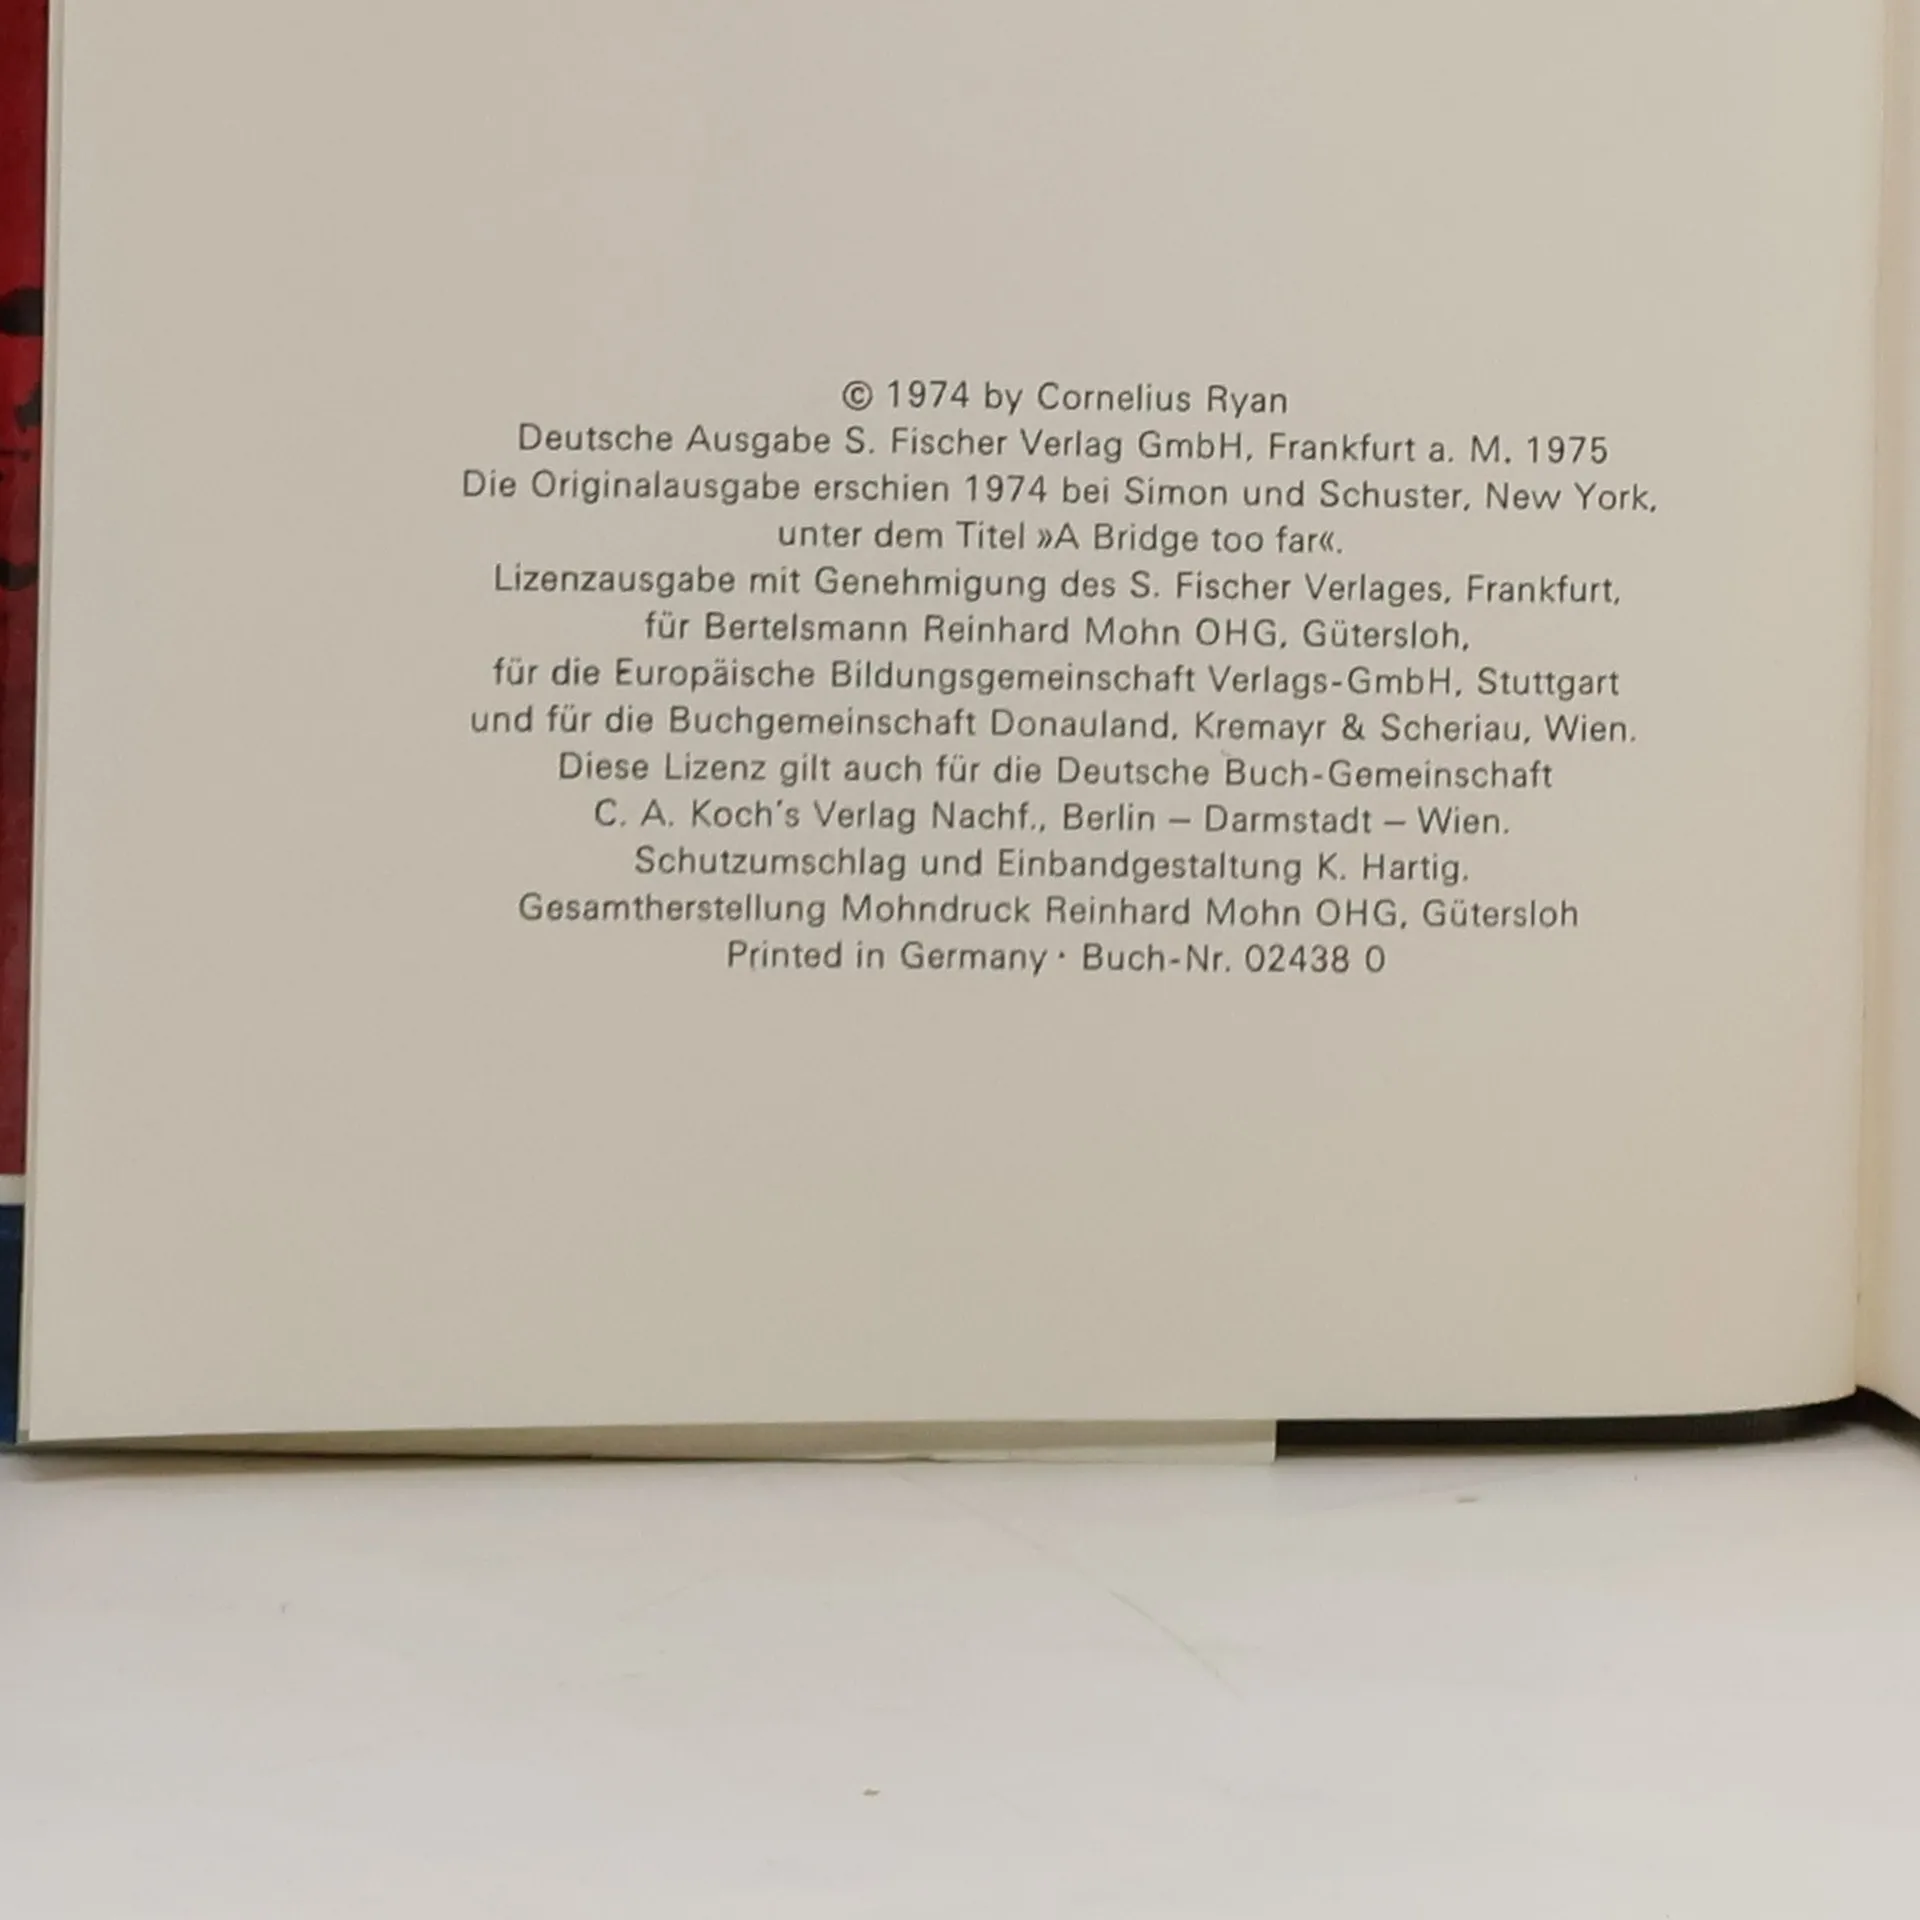 © 1974 by Cornelius Ryan
Deutsche Ausgabe S. Fischer Verlag GmbH, Frankfurt a. M. 1975
Die Originalausgabe erschien 1974 bei Simon und Schuster, New York,
unter dem Titel »A Bridge too far«.
Lizenzausgabe mit Genehmigung des S. Fischer Verlages, Frankfurt,
für Bertelsmann Reinhard Mohn OHG, Gütersloh,
für die Europäische Bildungsgemeinschaft Verlags-GmbH, Stuttgart
und für die Buchgemeinschaft Donauland, Kremayr & Scheriau, Wien.
Diese Lizenz gilt auch für die Deutsche Buch-Gemeinschaft
C. A. Koch's Verlag Nachf., Berlin – Darmstadt – Wien.
Schutzumschlag und Einbandgestaltung K. Hartig.
Gesamtherstellung Mohndruck Reinhard Mohn OHG, Gütersloh
Printed in Germany · Buch-Nr. 02438 0